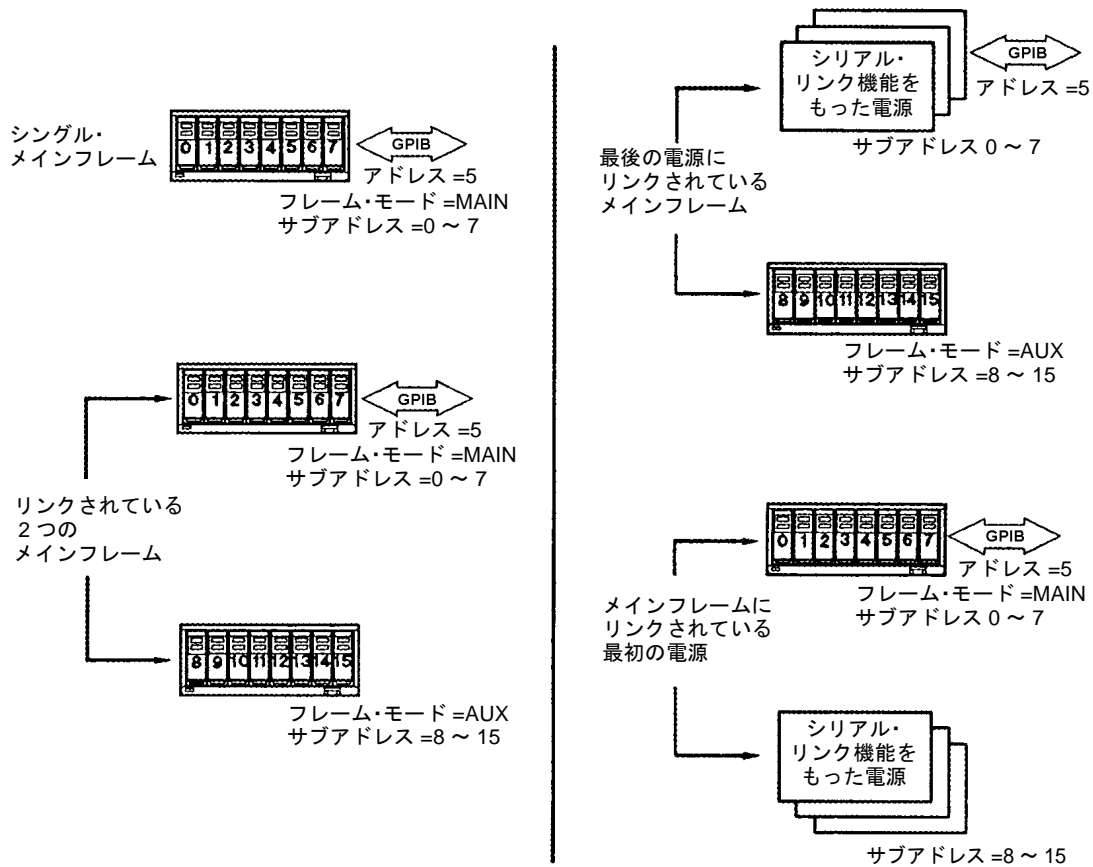 シングル・
メインフレーム
0 1 2 3 4 5 6 7
GPIB
アドレス =5
フレーム・モード =MAIN
サブアドレス =0 ~ 7
リンクされている
2 つの
メインフレーム
0 1 2 3 4 5 6 7
GPIB
アドレス =5
フレーム・モード =MAIN
サブアドレス =0 ~ 7
8 9 10 11 12 13 14 15
フレーム・モード =AUX
サブアドレス =8 ~ 15
最後の電源に
リンクされている
メインフレーム
シリアル・
リンク機能を
もった電源
GPIB
アドレス =5
サブアドレス 0 ~ 7
8 9 10 11 12 13 14 15
フレーム・モード =AUX
サブアドレス =8 ~ 15
メインフレームに
リンクされている
最初の電源
0 1 2 3 4 5 6 7
GPIB
アドレス =5
フレーム・モード =MAIN
サブアドレス 0 ~ 7
シリアル・
リンク機能を
もった電源
サブアドレス =8 ~ 15